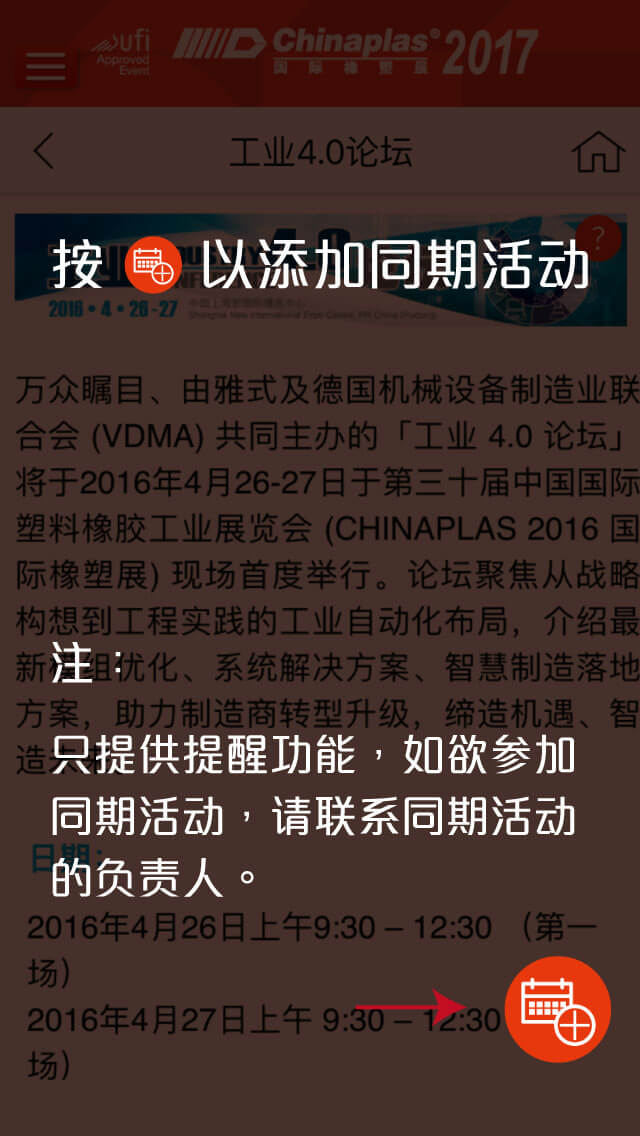 ufi
Approved
Event
Chinaplas® 2017
国际橡塑展
工业4.0论坛
按 以添加同期活动
?
2016 • 4 • 26-27
Shanghai New International Expo Centre, PR China (Pudong)
万众瞩目、由雅式及德国机械设备制造业联
合会 (VDMA) 共同主办的「工业 4.0 论坛」
将于2016年4月26-27日于第三十届中国国际
塑料橡胶工业展览会 (CHINAPLAS 2016 国
际橡塑展) 现场首度举行。论坛聚焦从战略
构想到工程实践的工业自动化布局，介绍最
注：
优化、系统解决方案、智慧制造落地
方案，助力制造商转型升级，缔造机遇、智
只提供提醒功能，如欲参加
同期活动，请联系同期活动
日期:
的负责人。
2016年4月26日上午9:30 – 12:30 （第一
场）
2016年4月27日上午 9:30 – 12:30
场）